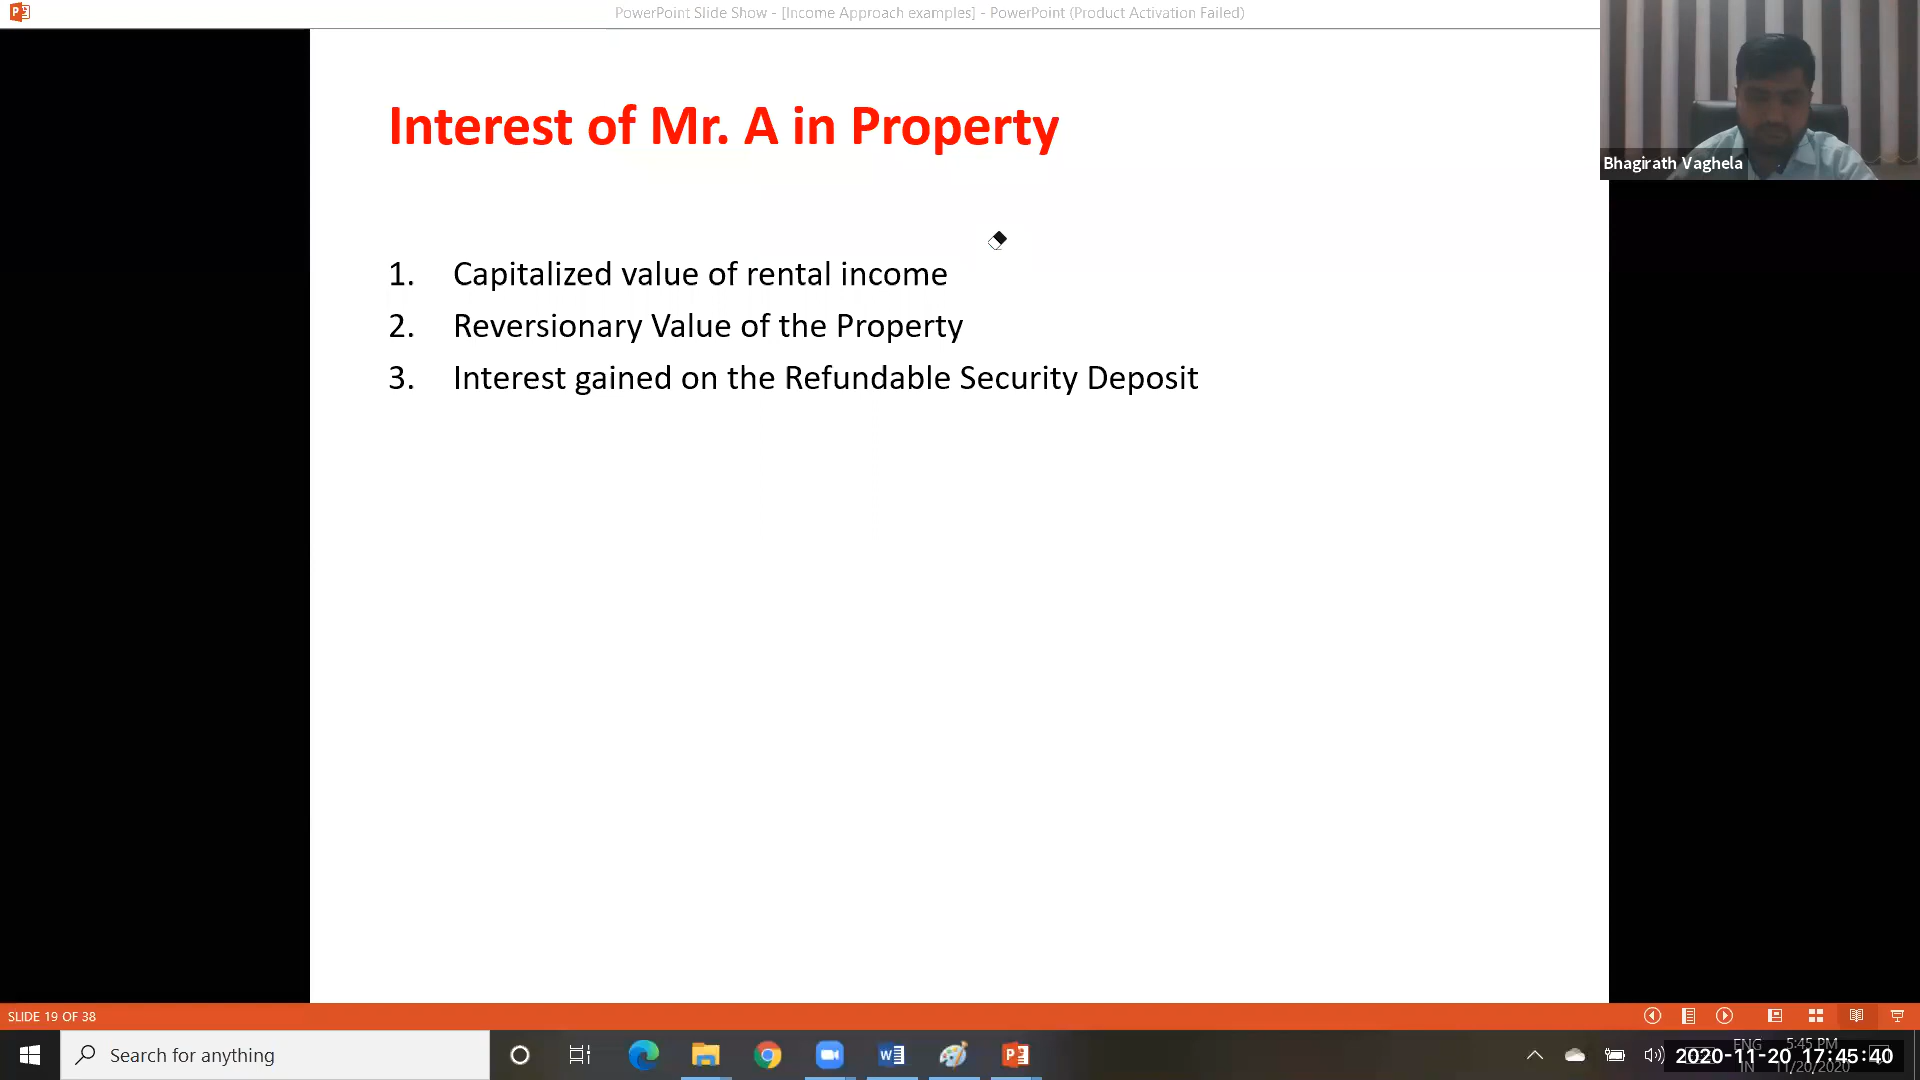 PowerPoint Slide Show - [Income Approach examples] - PowerPoint (Product Activation Failed)
Bhagirath Vaghela
Interest of Mr. A in Property
1. Capitalized value of rental income
2. Reversionary Value of the Property
3. Interest gained on the Refundable Security Deposit
SLIDE 19 OF 38
Search for anything
ENG
IN
5:45 PM
11/20/2020
2020-11-20 17:45:40